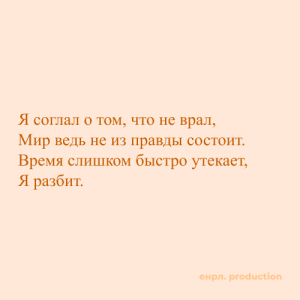 Я соглал о том, что не врал,
Мир ведь не из правды состоит.
Время слишком быстро утекает,
Я разбит.
енрл. production